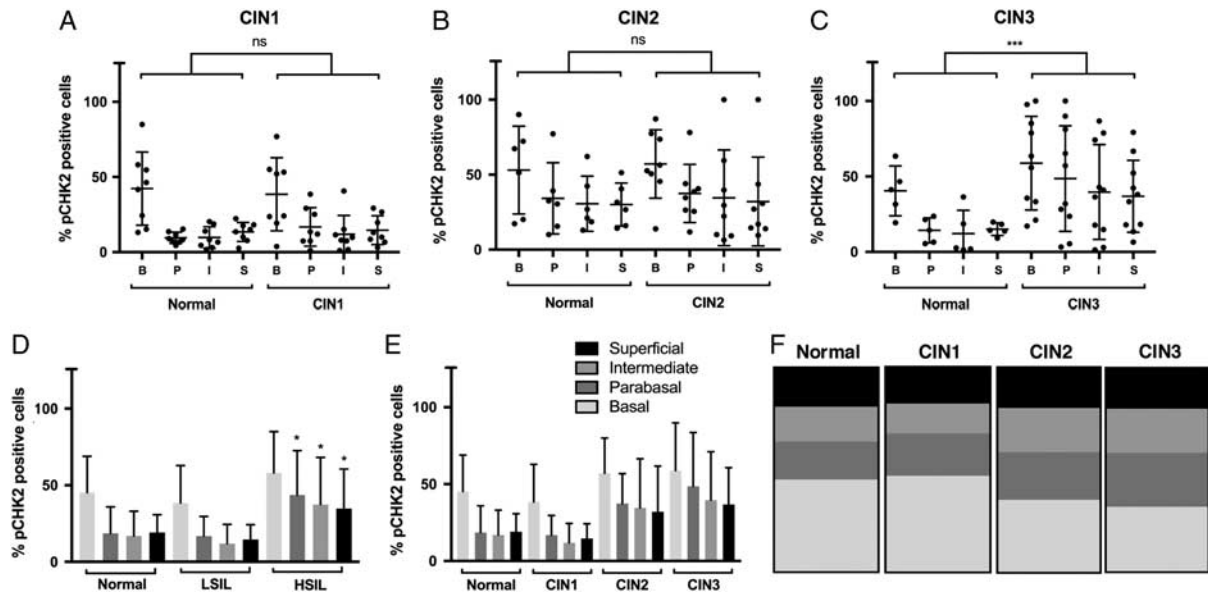 A
CIN1
ns
% pCHK2 positive cells
100
50
0
B P I S B P I S
Normal CIN1
B
CIN2
ns
% pCHK2 positive cells
100
50
0
B P I S B P I S
Normal CIN2
C
CIN3
***
% pCHK2 positive cells
100
50
0
B P I S B P I S
Normal CIN3
D
% pCHK2 positive cells
100
50
0
* * *
Normal LSIL HSIL
E
Superficial
Intermediate
Parabasal
Basal
% pCHK2 positive cells
100
50
0
Normal CIN1 CIN2 CIN3
F
Normal CIN1 CIN2 CIN3